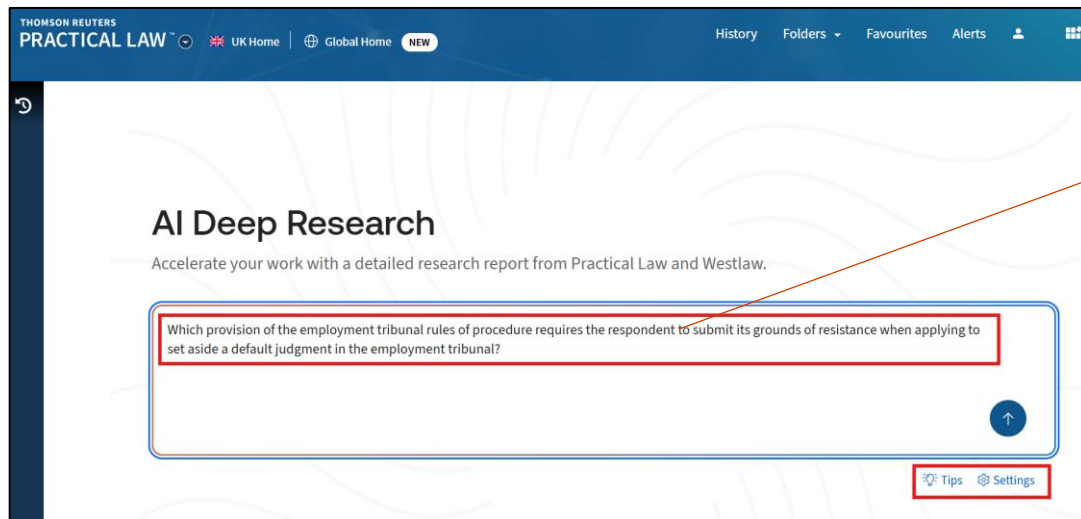 THOMSON REUTERS
PRACTICAL LAW™ UK Home | Global Home NEW History Folders Favourites Alerts
AI Deep Research
Accelerate your work with a detailed research report from Practical Law and Westlaw.
Which provision of the employment tribunal rules of procedure requires the respondent to submit its grounds of resistance when applying to
set aside a default judgment in the employment tribunal?
Tips Settings